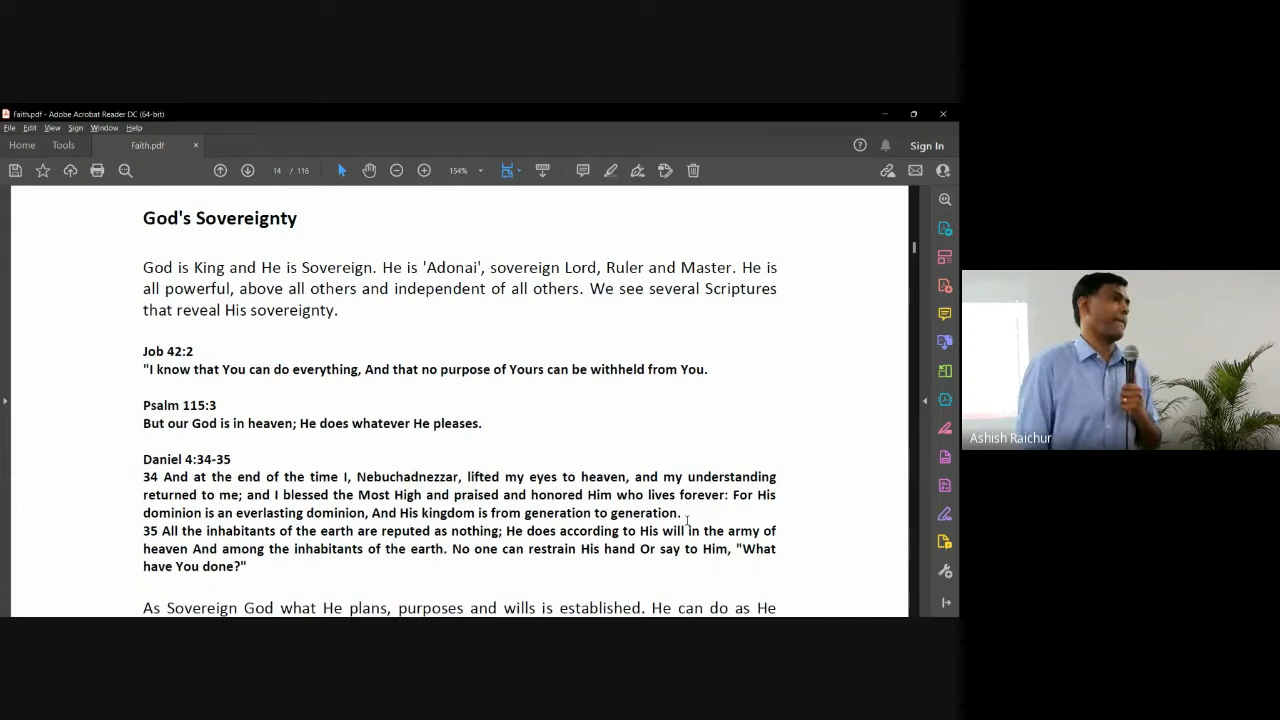 Faith.pdf - Adobe Acrobat Reader DC (64-bit)
File Edit View Sign Window Help
Home Tools Faith.pdf × Sign In
14 / 116 154%
God's Sovereignty
God is King and He is Sovereign. He is 'Adonai', sovereign Lord, Ruler and Master. He is
all powerful, above all others and independent of all others. We see several Scriptures
that reveal His sovereignty.
Job 42:2
"I know that You can do everything, And that no purpose of Yours can be withheld from You.
Psalm 115:3
But our God is in heaven; He does whatever He pleases.
Daniel 4:34-35
34 And at the end of the time I, Nebuchadnezzar, lifted my eyes to heaven, and my understanding
returned to me; and I blessed the Most High and praised and honored Him who lives forever: For His
dominion is an everlasting dominion, And His kingdom is from generation to generation.
35 All the inhabitants of the earth are reputed as nothing; He does according to His will in the army of
heaven And among the inhabitants of the earth. No one can restrain His hand Or say to Him, "What
have You done?"
As Sovereign God what He plans, purposes and wills is established. He can do as He
Ashish Raichur